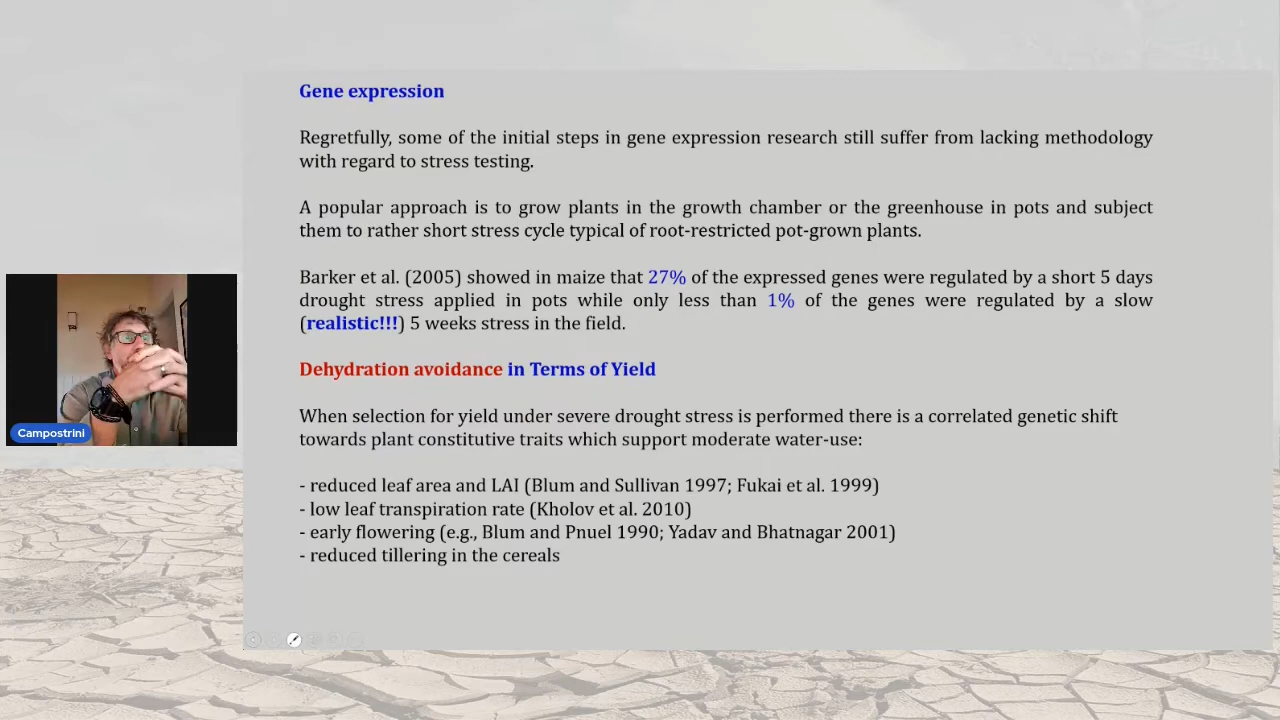 Gene expression
Regretfully, some of the initial steps in gene expression research still suffer from lacking methodology
with regard to stress testing.
A popular approach is to grow plants in the growth chamber or the greenhouse in pots and subject
them to rather short stress cycle typical of root-restricted pot-grown plants.
Barker et al. (2005) showed in maize that 27% of the expressed genes were regulated by a short 5 days
drought stress applied in pots while only less than 1% of the genes were regulated by a slow
(realistic!!!) 5 weeks stress in the field.
Dehydration avoidance in Terms of Yield
When selection for yield under severe drought stress is performed there is a correlated genetic shift
towards plant constitutive traits which support moderate water-use:
- reduced leaf area and LAI (Blum and Sullivan 1997; Fukai et al. 1999)
- low leaf transpiration rate (Kholov et al. 2010)
- early flowering (e.g., Blum and Pnuel 1990; Yadav and Bhatnagar 2001)
- reduced tillering in the cereals
Campostrini